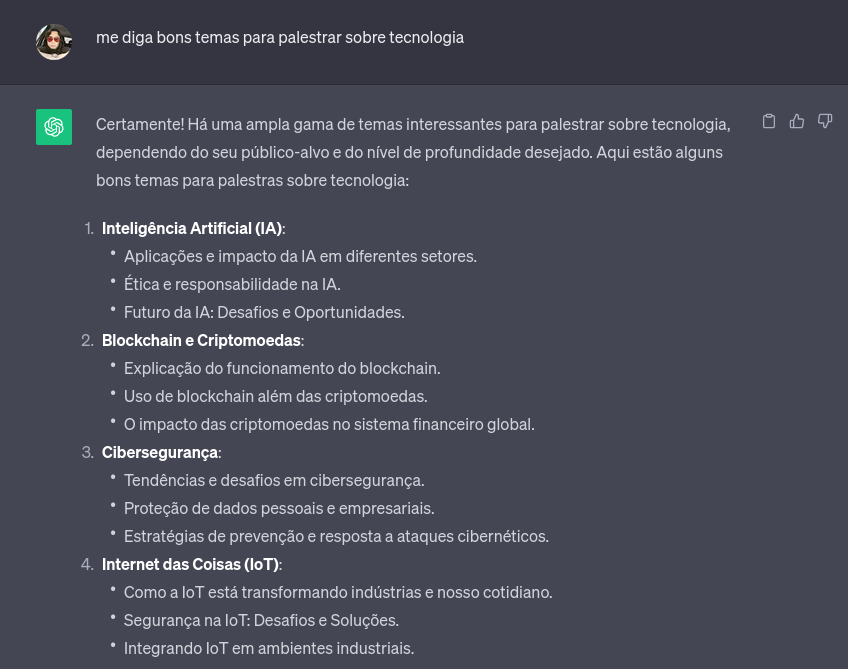 me diga bons temas para palestrar sobre tecnologia
Certamente! Há uma ampla gama de temas interessantes para palestrar sobre tecnologia,
dependendo do seu público-alvo e do nível de profundidade desejado. Aqui estão alguns
bons temas para palestras sobre tecnologia:
1. Inteligência Artificial (IA):
• Aplicações e impacto da IA em diferentes setores.
• Ética e responsabilidade na IA.
• Futuro da IA: Desafios e Oportunidades.
2. Blockchain e Criptomoedas:
• Explicação do funcionamento do blockchain.
• Uso de blockchain além das criptomoedas.
• O impacto das criptomoedas no sistema financeiro global.
3. Cibersegurança:
• Tendências e desafios em cibersegurança.
• Proteção de dados pessoais e empresariais.
• Estratégias de prevenção e resposta a ataques cibernéticos.
4. Internet das Coisas (IoT):
• Como a IoT está transformando indústrias e nosso cotidiano.
• Segurança na IoT: Desafios e Soluções.
• Integrando IoT em ambientes industriais.